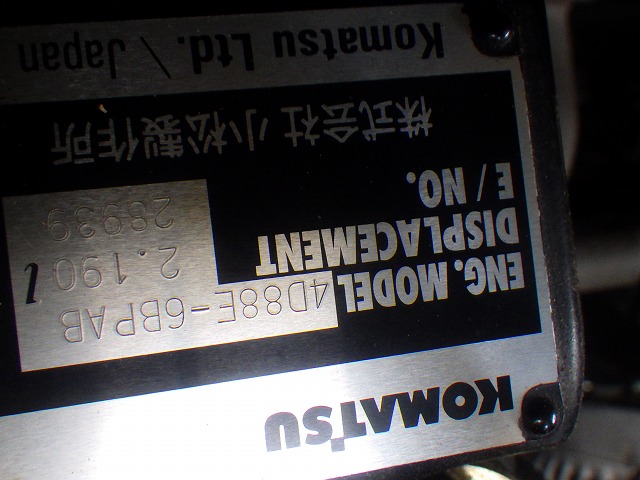 KOMATSU
ENG. MODEL 4D88E-6BPAB
DISPLACEMENT 2.190 l
E/NO. 28939
株式会社 小松製作所
Komatsu Ltd. / Japan